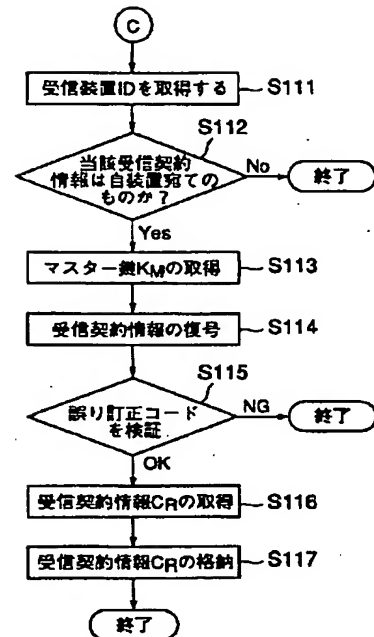 C
受信装置IDを取得する
S111
S112
当該受信契約
情報は自装置宛ての
ものか？
No
終了
Yes
マスター鍵KMの取得
S113
受信契約情報の復号
S114
S115
誤り訂正コード
を検証
NG
終了
OK
受信契約情報CRの取得
S116
受信契約情報CRの格納
S117
終了